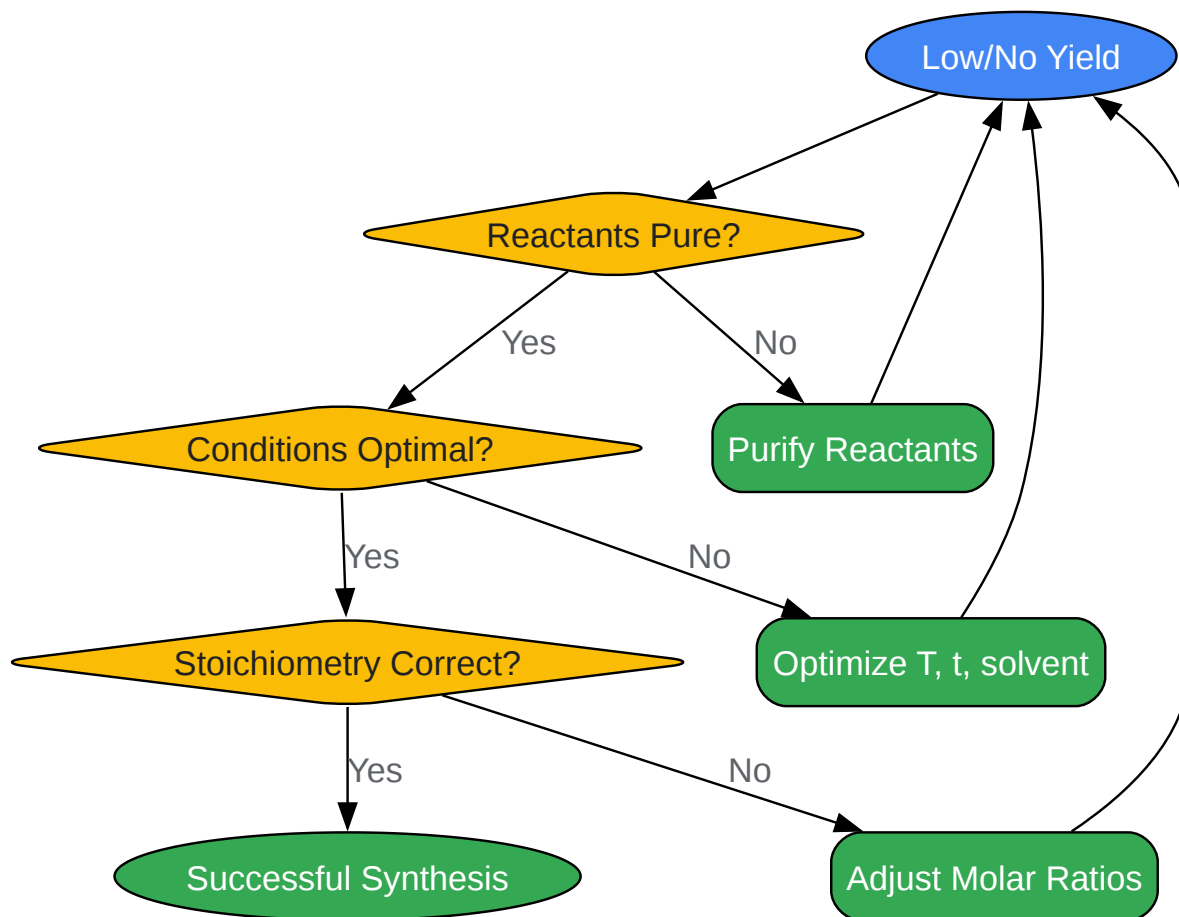 Low/No Yield
Reactants Pure?
Yes
No
Conditions Optimal?
Purify Reactants
Yes
No
Stoichiometry Correct?
Optimize T, t, solvent
Yes
No
Successful Synthesis
Adjust Molar Ratios